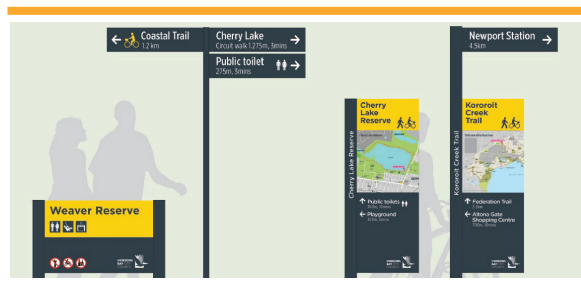 Coastal Trail
1.2 km
Cherry Lake
Circuit walk 1.275m, 3mins
Public toilet
275m, 3mins
Newport Station
4.5km
Weaver Reserve
Cherry Lake Reserve
Cherry
Lake
Reserve
Public toilets
Playground
Kororoit Creek Trail
Kororoit
Creek
Trail
Federation Trail
Altona Gate
Shopping Centre